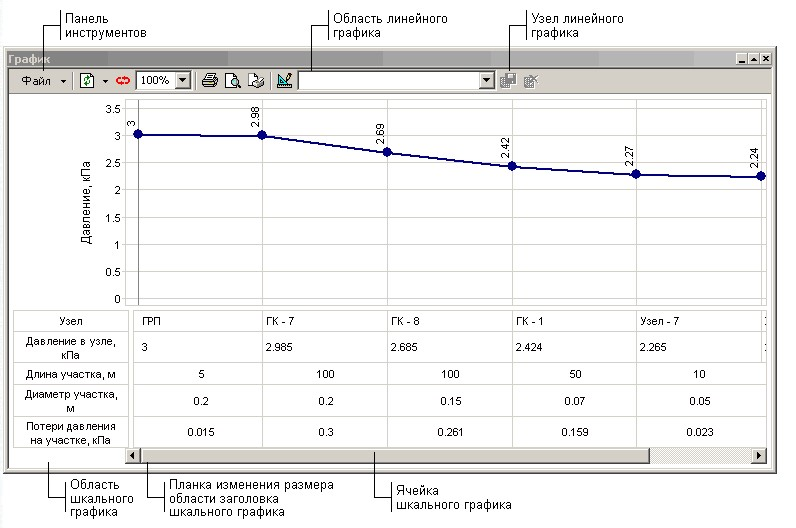 Панель
инструментов
Область линейного
графика
Узел линейного
графика
График
Файл
100%
3.5
3
2.5
2
1.5
1
0.5
0
Давление, кПа
3
2.98
2.69
2.42
2.27
2.24
Узел ГРП ГК - 7 ГК - 8 ГК - 1 Узел - 7
Давление в узле,
кПа
3 2.985 2.685 2.424 2.265
Длина участка, м 5 100 100 50 10
Диаметр участка,
м
0.2 0.2 0.15 0.07 0.05
Потери давления
на участке, кПа
0.015 0.3 0.261 0.159 0.023
Область
шкального
графика
Планка изменения размера
области заголовка
шкального графика
Ячейка
шкального графика